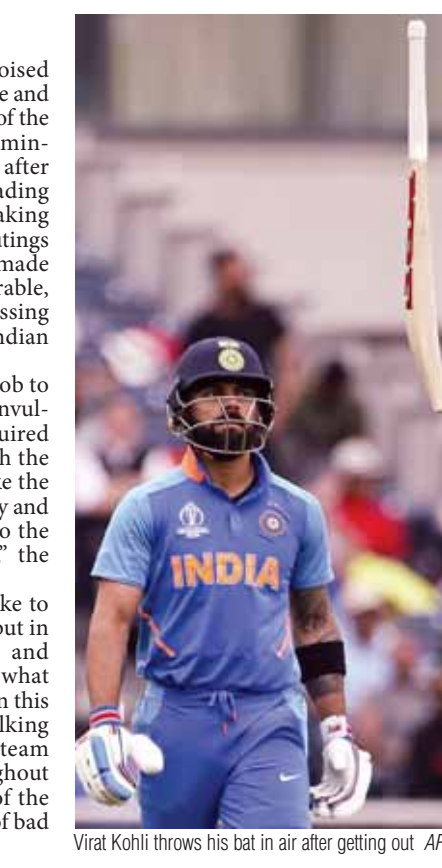 oised
e and
of the
min-
after
ading
aking
tings
made
rable,
ssing
ndian
ob to
nvul-
uired
h the
ke the
y and
o the
” the
ke to
out in
and
what
n this
lking
team
ghout
of the
of bad
INDIA
Virat Kohli throws his bat in air after getting out